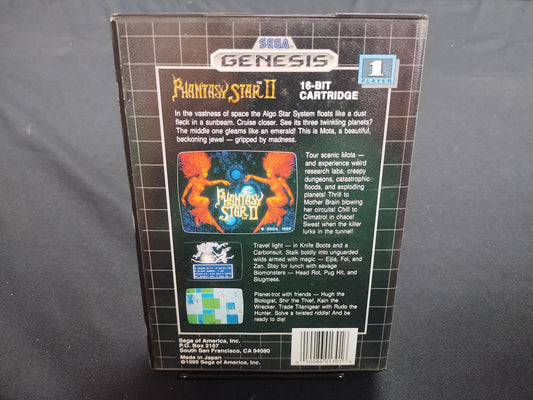 SEGA
GENESIS
PHANTASY STAR II
TM
16-BIT
CARTRIDGE
1
PLAYER
In the vastness of space the Algo Star System floats like a dust
fleck in a sunbeam. Cruise closer. See its three twinkling planets?
The middle one gleams like an emerald! This is Mota, a beautiful,
beckoning jewel — gripped by madness.
PHANTASY
STAR II
© SEGA 1989
Tour scenic Mota —
and experience weird
research labs, creepy
dungeons, catastrophic
floods, and exploding
planets! Thrill to
Mother Brain blowing
her circuits! Chill to
Climatrol in chaos!
Sweat when the killer
lurks in the tunnel!
Travel light — in Knife Boots and a
Carbonsuit. Stalk boldly into unguarded
wilds armed with magic — Eijia, Foi, and
Zan. Stay for lunch with savage
Biomonsters — Head Rot, Pug Hit, and
Slugmess.
Planet-trot with friends — Hugh the
Biologist, Shir the Thief, Kain the
Wrecker. Trade Titanigear with Rudo the
Hunter. Solve a twisted riddle! And be
ready to die!
Sega of America, Inc.
P.O. Box 2167
South San Francisco, CA 94080
Made in Japan
©1989 Sega of America, Inc.